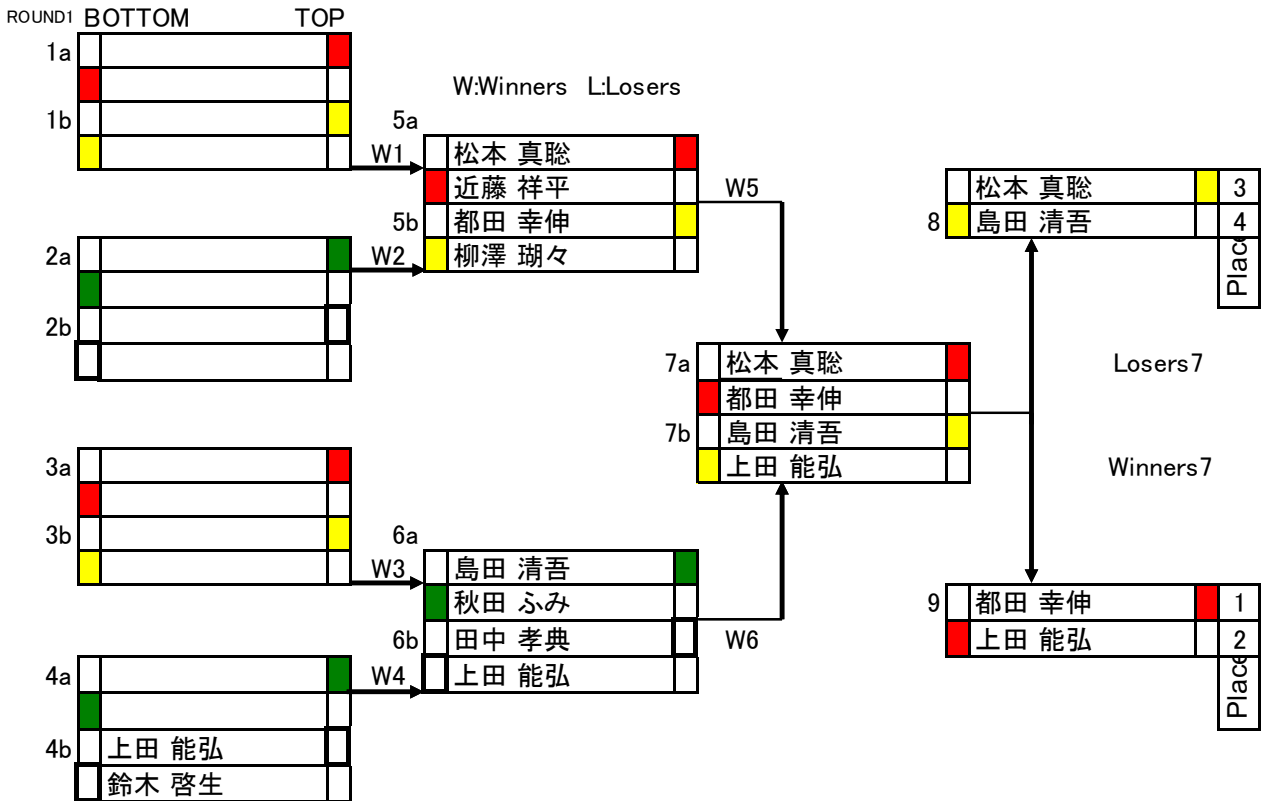 ROUND1 BOTTOM TOP
1a
1b
W:Winners L:Losers
W1
5a
松本 真聡
近藤 祥平
5b
都田 幸伸
柳澤 瑚々
W5
2a
W2
2b
松本 真聡 3
8 島田 清吾 4
Place
7a 松本 真聡
都田 幸伸
7b 島田 清吾
上田 能弘
Losers7
Winners7
3a
3b
W3
6a
島田 清吾
秋田 ふみ
6b 田中 孝典
上田 能弘
W6
4a
W4
4b 上田 能弘
鈴木 啓生
9 都田 幸伸 1
上田 能弘 2
Place